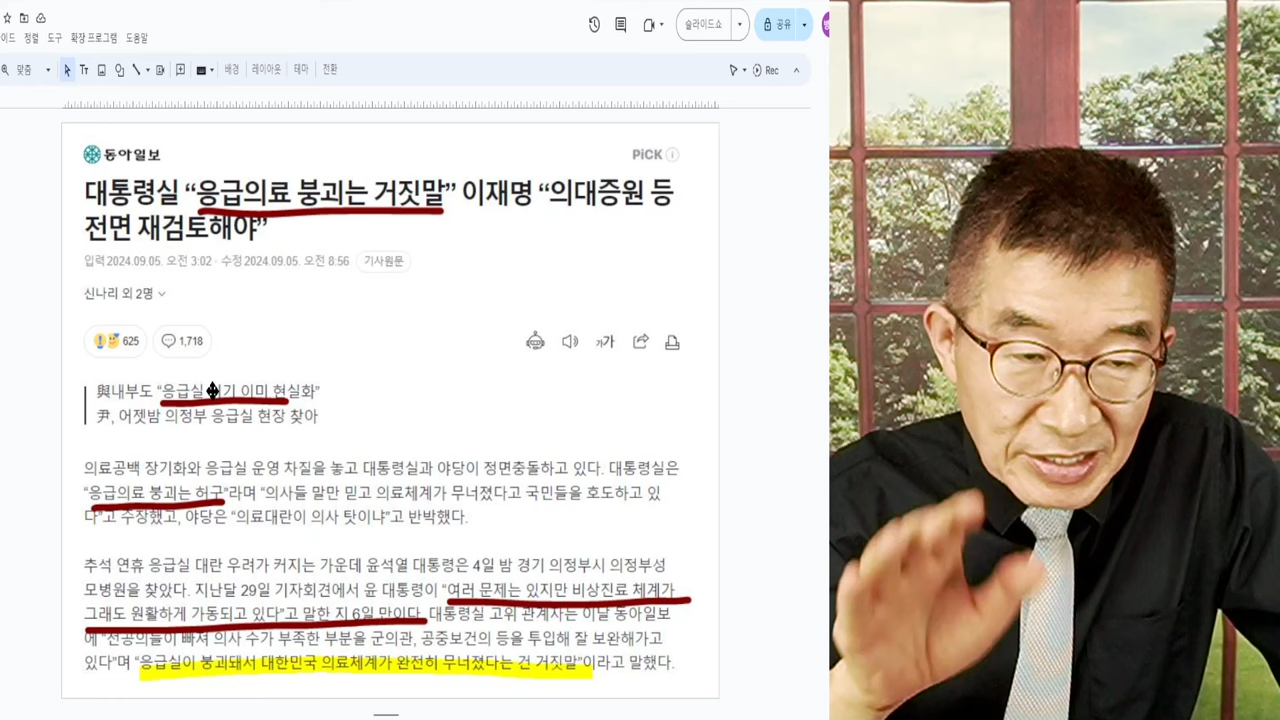 이드 정렬 도구 확장 프로그램 도움말
슬라이드쇼
공유
맞춤
배경 레이아웃 테마 전환
Rec
동아일보
PiCK
대통령실 “응급의료 붕괴는 거짓말” 이재명 “의대증원 등
전면 재검토해야”
입력 2024.09.05. 오전 3:02 · 수정 2024.09.05. 오전 8:56 기사원문
신나리 외 2명
625 1,718
가가
與내부도 “응급실 기 이미 현실화”
尹, 어젯밤 의정부 응급실 현장 찾아
의료공백 장기화와 응급실 운영 차질을 놓고 대통령실과 야당이 정면충돌하고 있다. 대통령실은
“응급의료 붕괴는 허구”라며 “의사들 말만 믿고 의료체계가 무너졌다고 국민들을 호도하고 있
다”고 주장했고, 야당은 “의료대란이 의사 탓이냐”고 반박했다.
추석 연휴 응급실 대란 우려가 커지는 가운데 윤석열 대통령은 4일 밤 경기 의정부시 의정부성
모병원을 찾았다. 지난달 29일 기자회견에서 윤 대통령이 “여러 문제는 있지만 비상진료 체계가
그래도 원활하게 가동되고 있다”고 말한 지 6일 만이다. 대통령실 고위 관계자는 이날 동아일보
에 “전공의들이 빠져 의사 수가 부족한 부분을 군의관, 공중보건의 등을 투입해 잘 보완해가고
있다”며 “응급실이 붕괴돼서 대한민국 의료체계가 완전히 무너졌다는 건 거짓말”이라고 말했다.